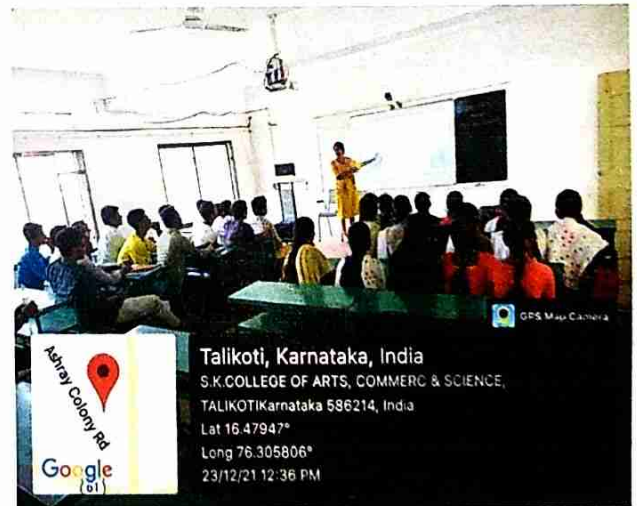 GPS Map Camera
Talikoti, Karnataka, India
S.K.COLLEGE OF ARTS, COMMERC & SCIENCE,
TALIKOTIKarnataka 586214, India
Lat 16.47947°
Long 76.305806°
23/12/21 12:36 PM
Ashray Colony Rd
Google
(01)